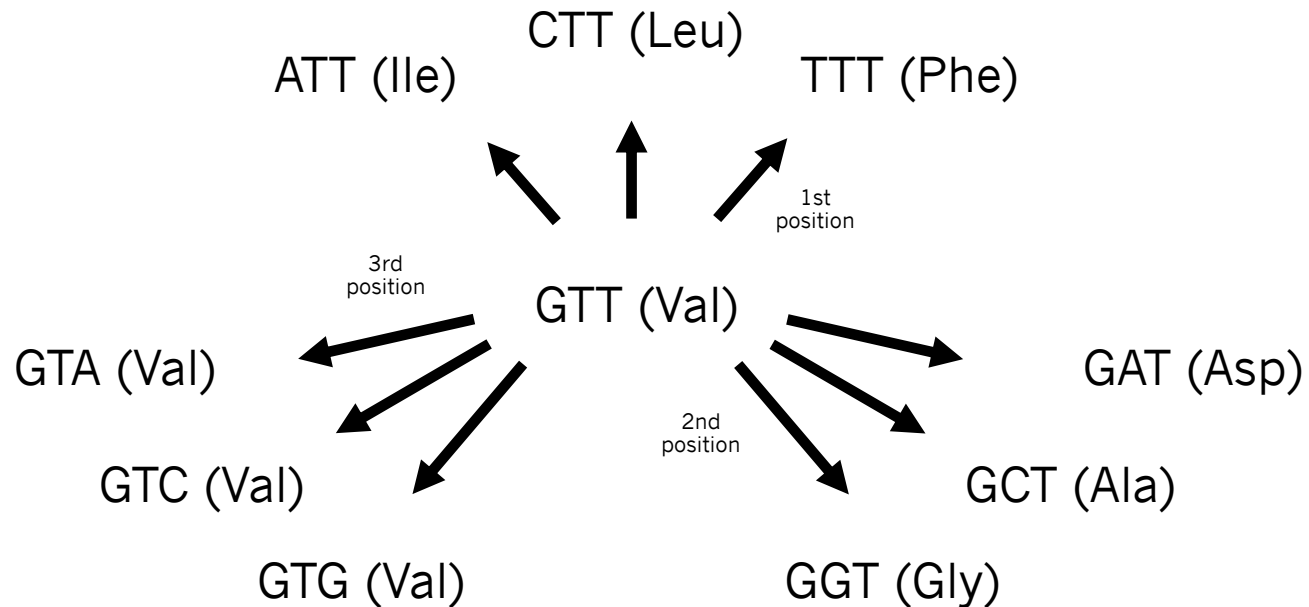 CTT (Leu)
ATT (Ile)
TTT (Phe)
1st
position
3rd
position
GTT (Val)
GTA (Val)
GAT (Asp)
2nd
position
GTC (Val)
GCT (Ala)
GTG (Val)
GGT (Gly)